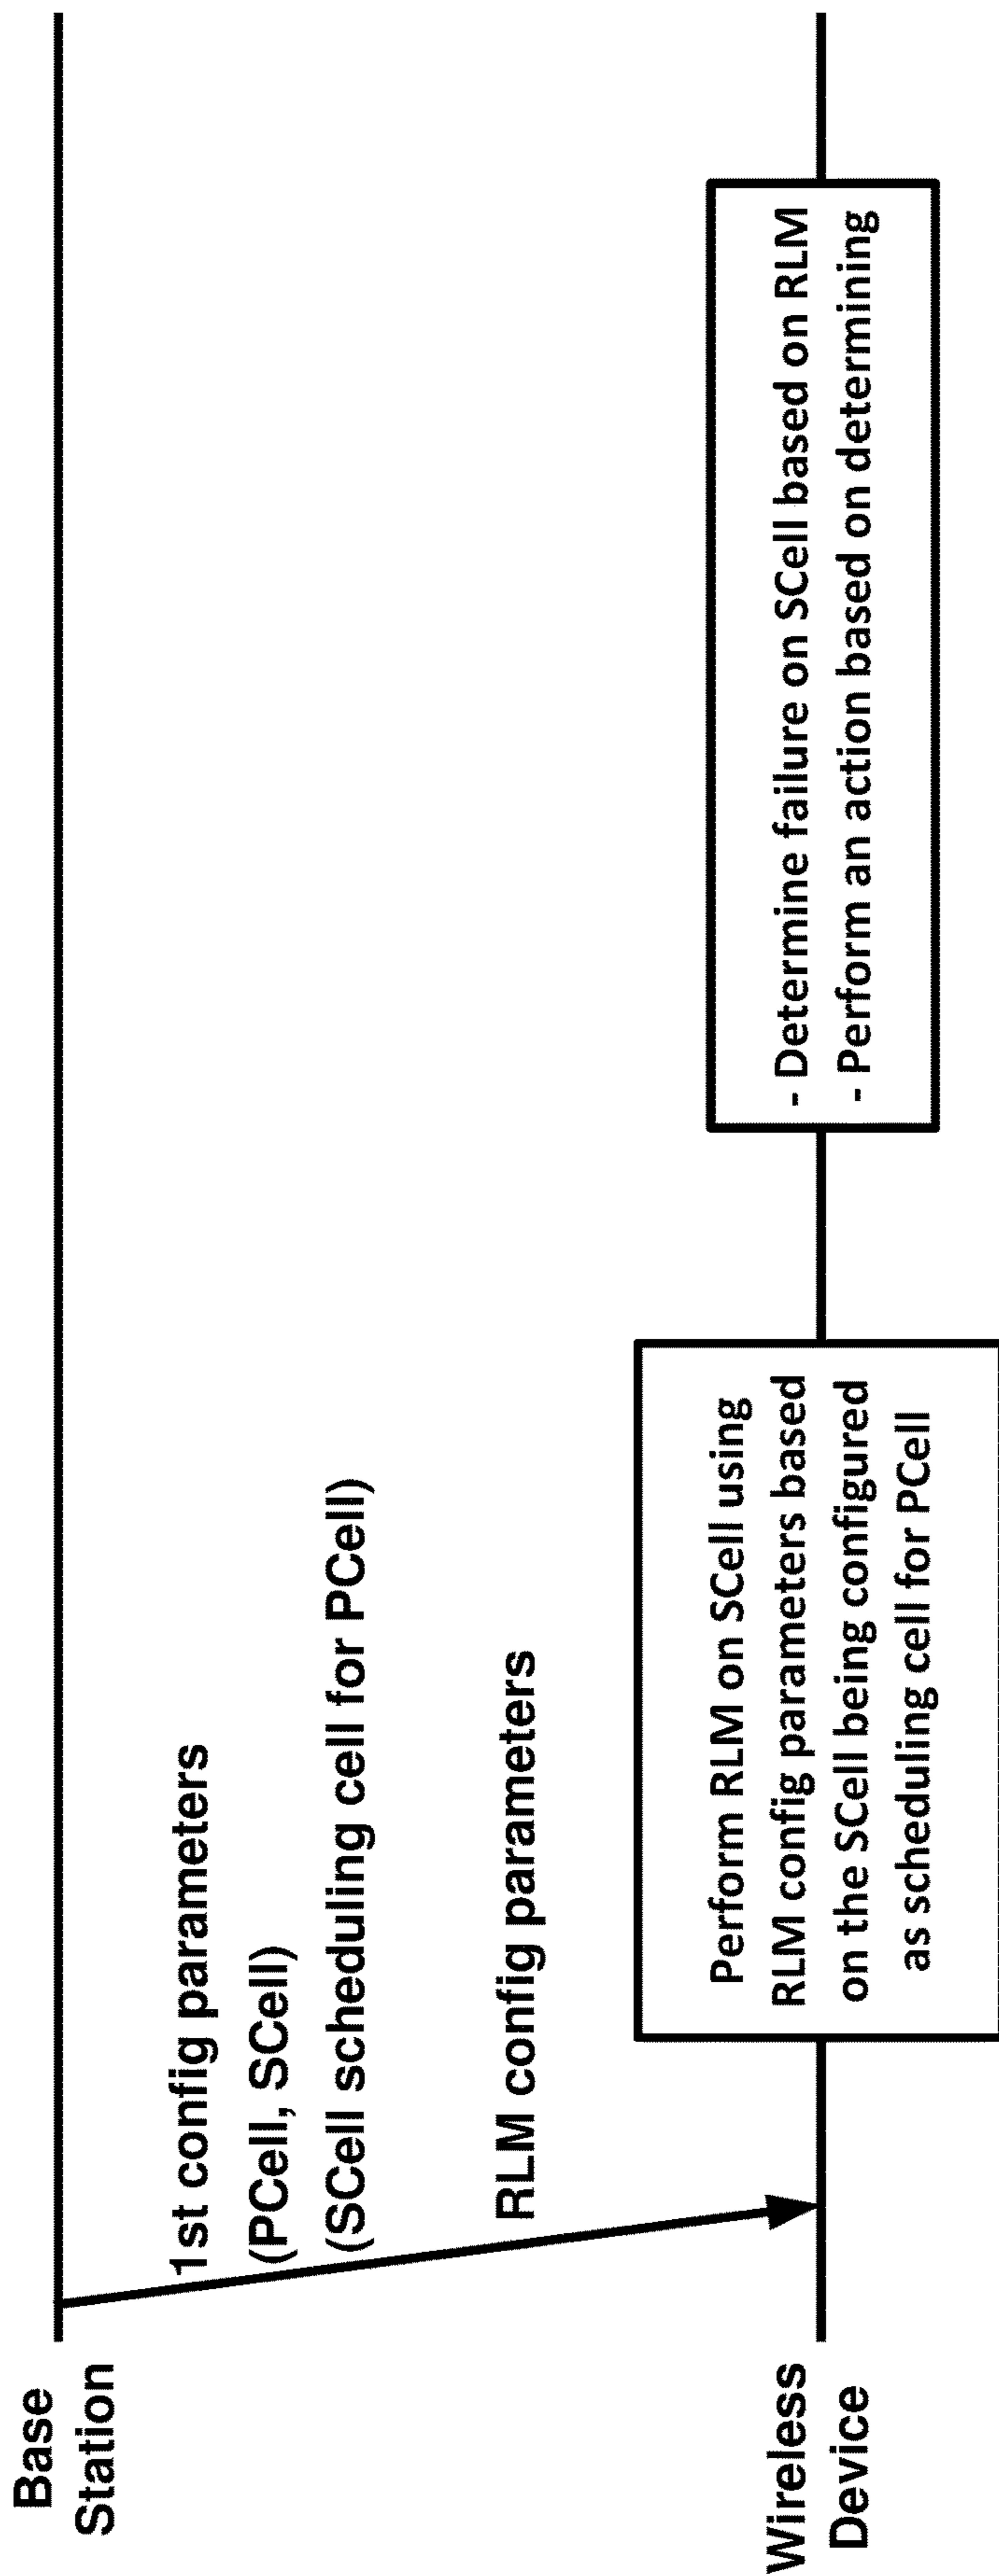 Base
Station
1st config parameters
(PCell, SCell)
(SCell scheduling cell for PCell)
RLM config parameters
Wireless
Device
Perform RLM on SCell using
RLM config parameters based
on the SCell being configured
as scheduling cell for PCell
- Determine failure on SCell based on RLM
- Perform an action based on determining